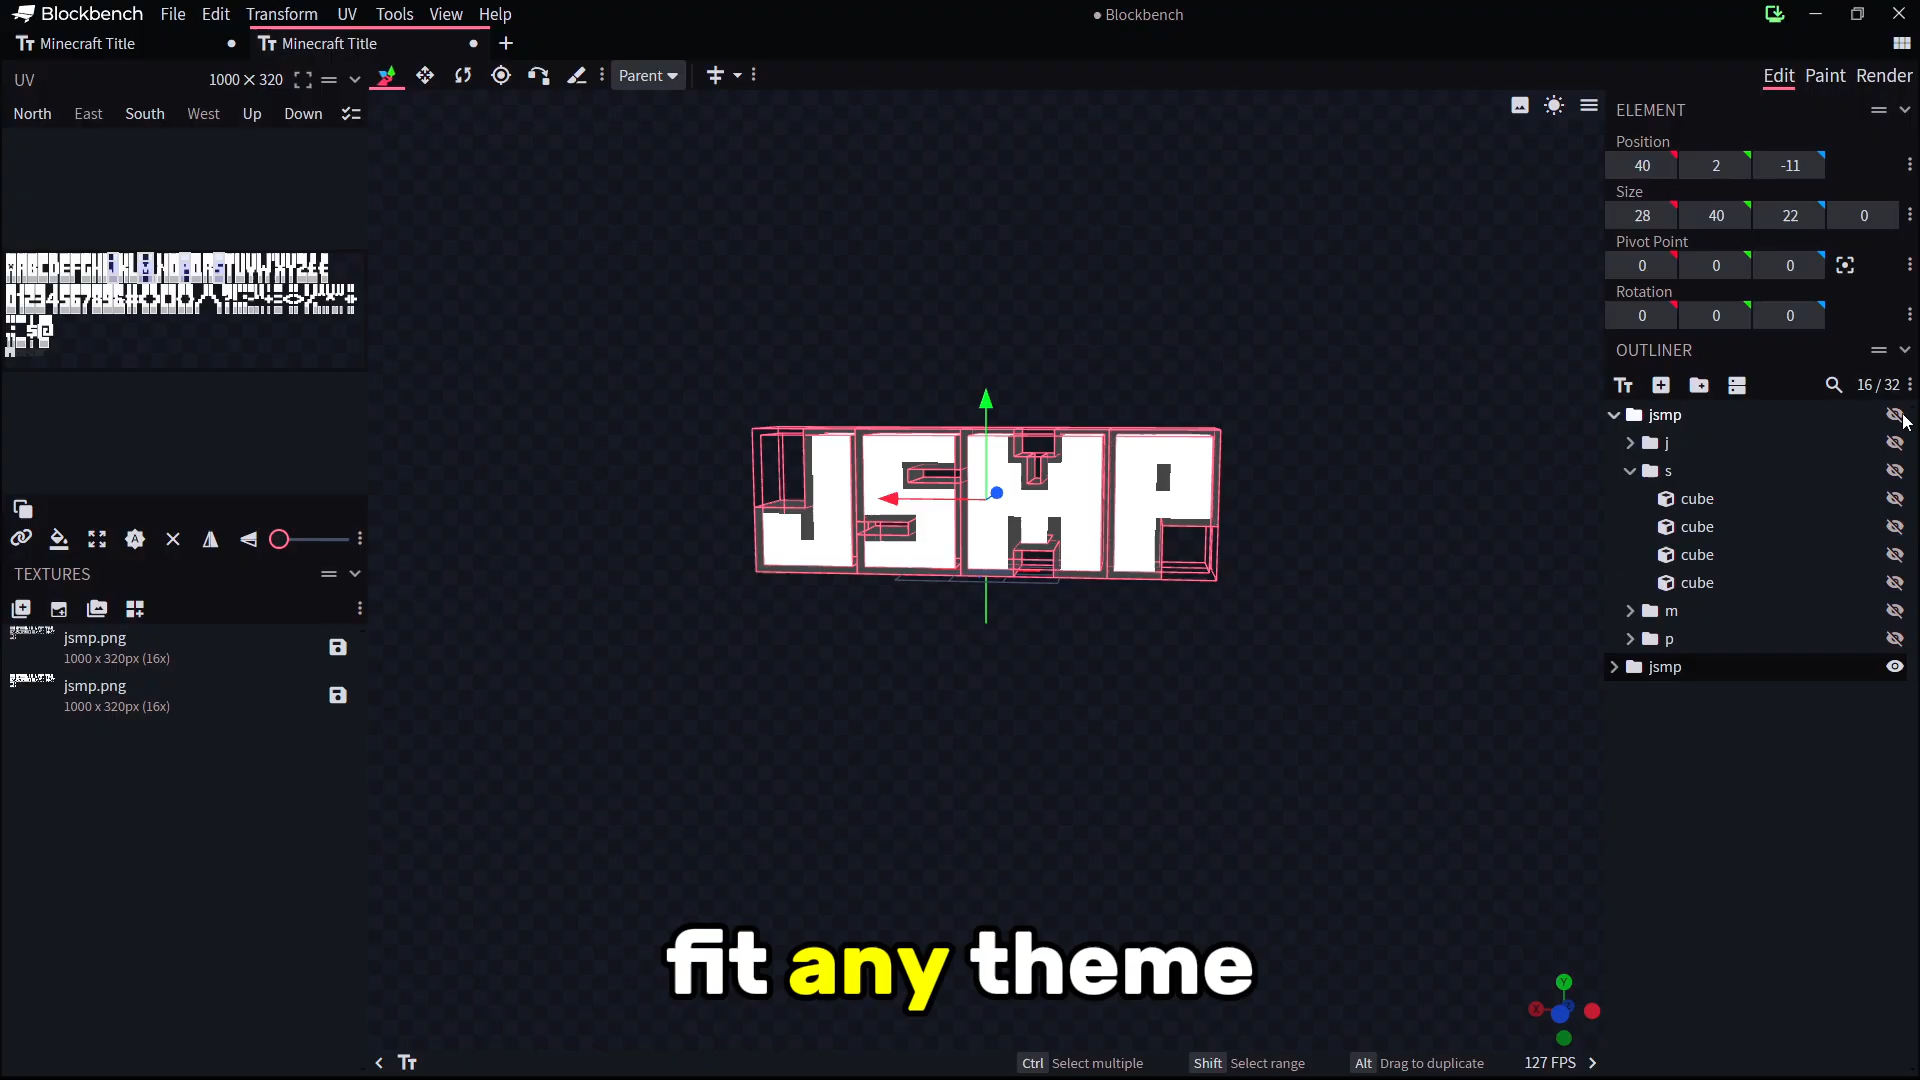 Blockbench File Edit Transform UV Tools View Help
● Blockbench
Minecraft Title ● Minecraft Title ● +
UV 1000×320
North East South West Up Down
Parent
Edit Paint Render
ELEMENT
Position
40 2 -11
Size
28 40 22 0
Pivot Point
0 0 0
Rotation
0 0 0
OUTLINER
16 / 32
jsmp
j
s
cube
cube
cube
cube
m
p
jsmp
ABCDEFGHIJKLMNOPQRSTUVWXYZ
JSMP
TEXTURES
jsmp.png
1000 x 320px (16x)
jsmp.png
1000 x 320px (16x)
fit any theme
Ctrl Select multiple Shift Select range Alt Drag to duplicate 127 FPS
Y